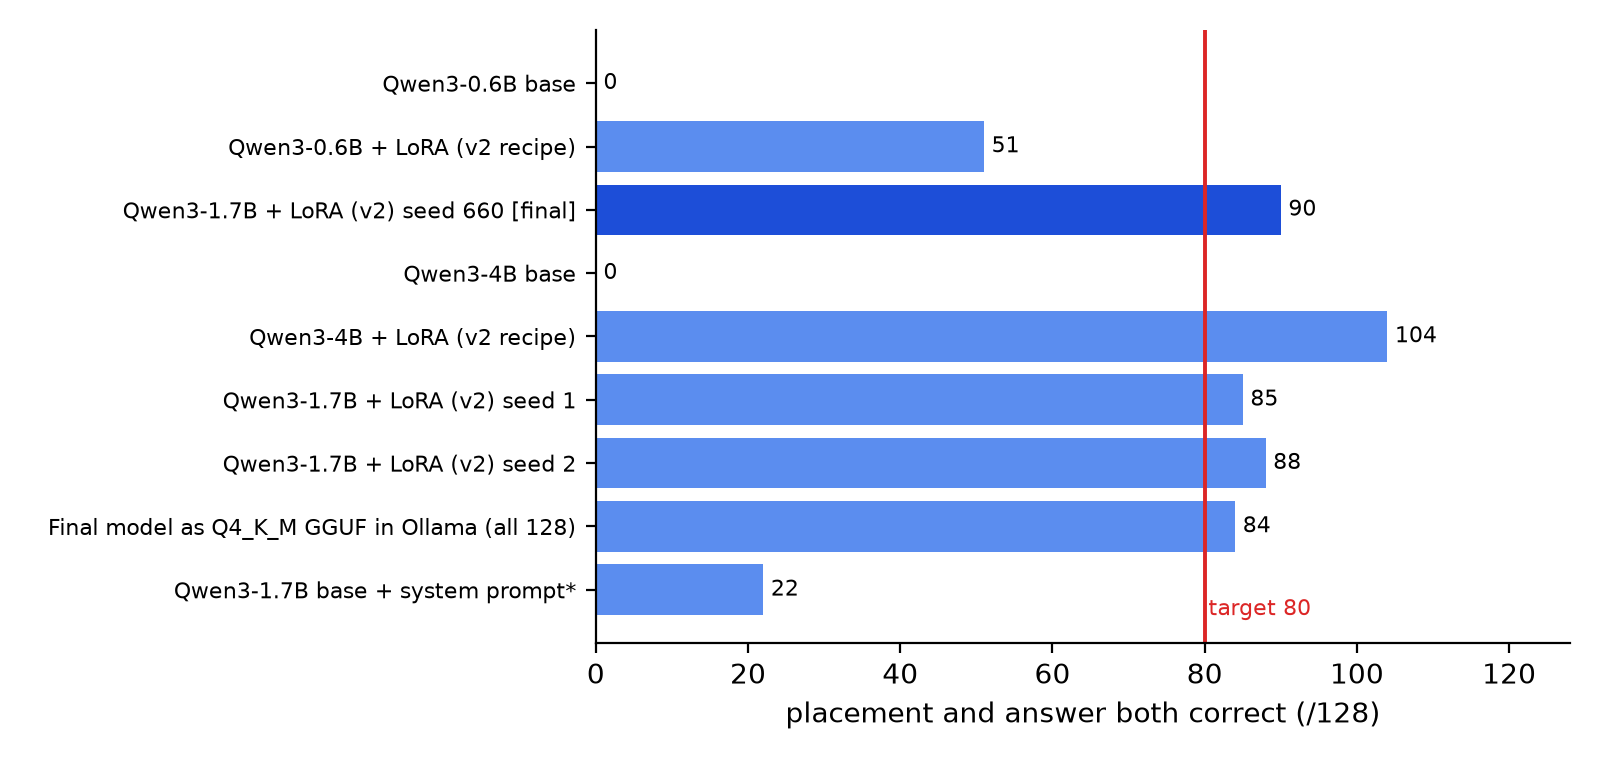 Qwen3-0.6B base 0
Qwen3-0.6B + LoRA (v2 recipe) 51
Qwen3-1.7B + LoRA (v2) seed 660 [final] 90
Qwen3-4B base 0
Qwen3-4B + LoRA (v2 recipe) 104
Qwen3-1.7B + LoRA (v2) seed 1 85
Qwen3-1.7B + LoRA (v2) seed 2 88
Final model as Q4_K_M GGUF in Ollama (all 128) 84
Qwen3-1.7B base + system prompt* 22
target 80
0 20 40 60 80 100 120
placement and answer both correct (/128)